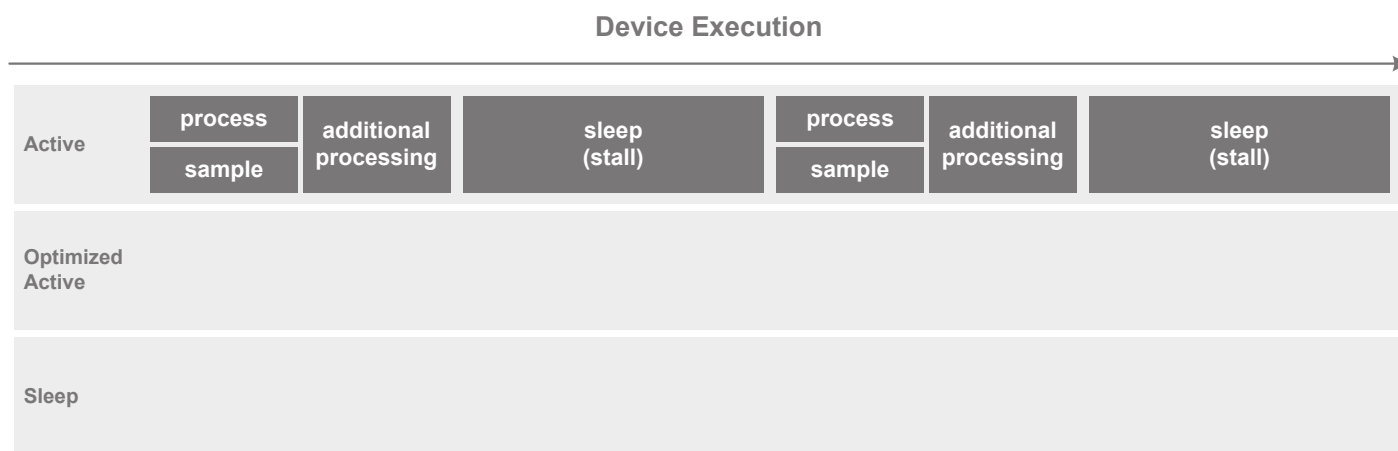 Device Execution
Active
process
sample
additional
processing
sleep
(stall)
process
sample
additional
processing
sleep
(stall)
Optimized
Active
Sleep